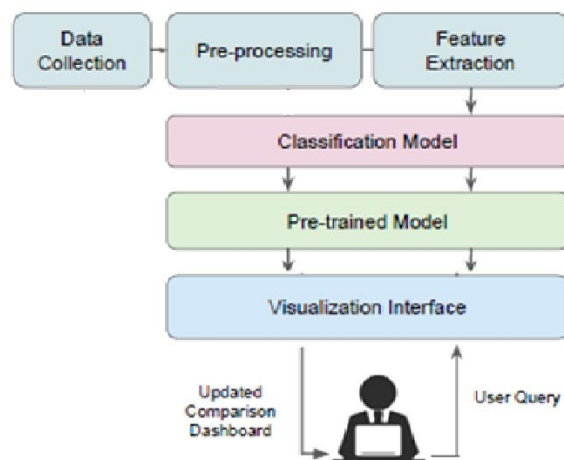 Data
Collection
Pre-processing
Feature
Extraction
Classification Model
Pre-trained Model
Visualization Interface
Updated
Comparison
Dashboard
User Query